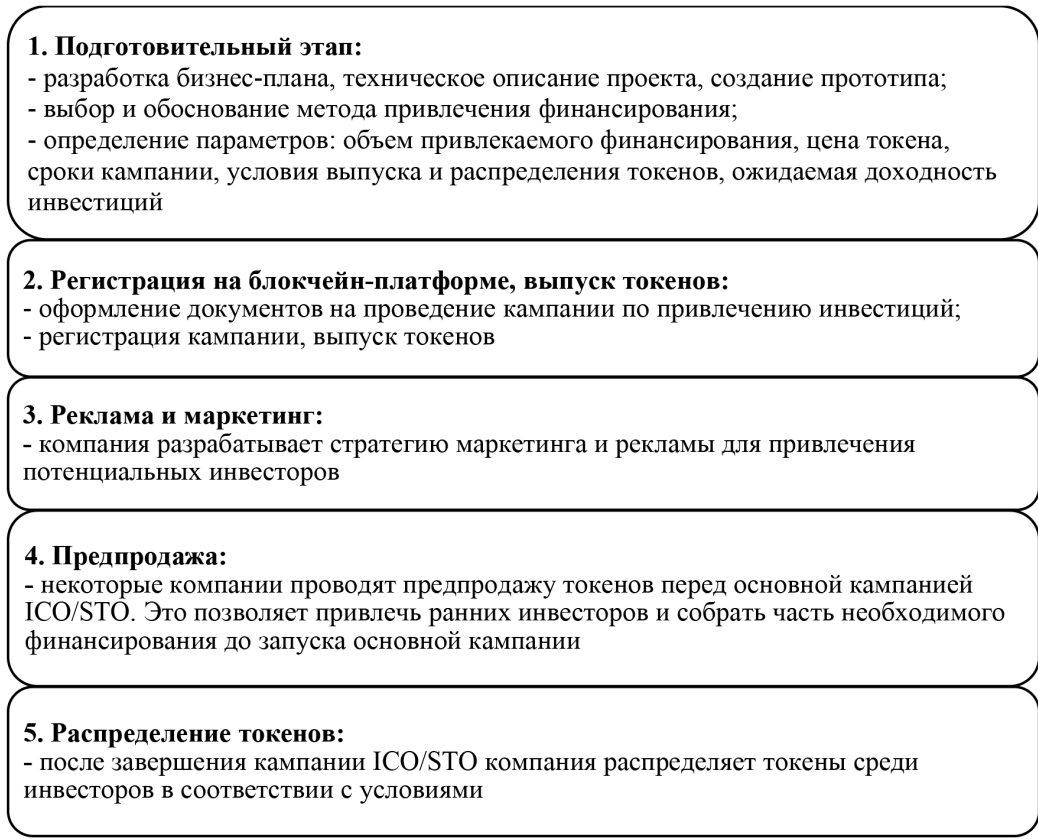 1. Подготовительный этап:
- разработка бизнес-плана, техническое описание проекта, создание прототипа;
- выбор и обоснование метода привлечения финансирования;
- определение параметров: объем привлекаемого финансирования, цена токена,
сроки кампании, условия выпуска и распределения токенов, ожидаемая доходность
инвестиций
2. Регистрация на блокчейн-платформе, выпуск токенов:
- оформление документов на проведение кампании по привлечению инвестиций;
- регистрация кампании, выпуск токенов
3. Реклама и маркетинг:
- компания разрабатывает стратегию маркетинга и рекламы для привлечения
потенциальных инвесторов
4. Предпродажа:
- некоторые компании проводят предпродажу токенов перед основной кампанией
ICO/STO. Это позволяет привлечь ранних инвесторов и собрать часть необходимого
финансирования до запуска основной кампании
5. Распределение токенов:
- после завершения кампании ICO/STO компания распределяет токены среди
инвесторов в соответствии с условиями